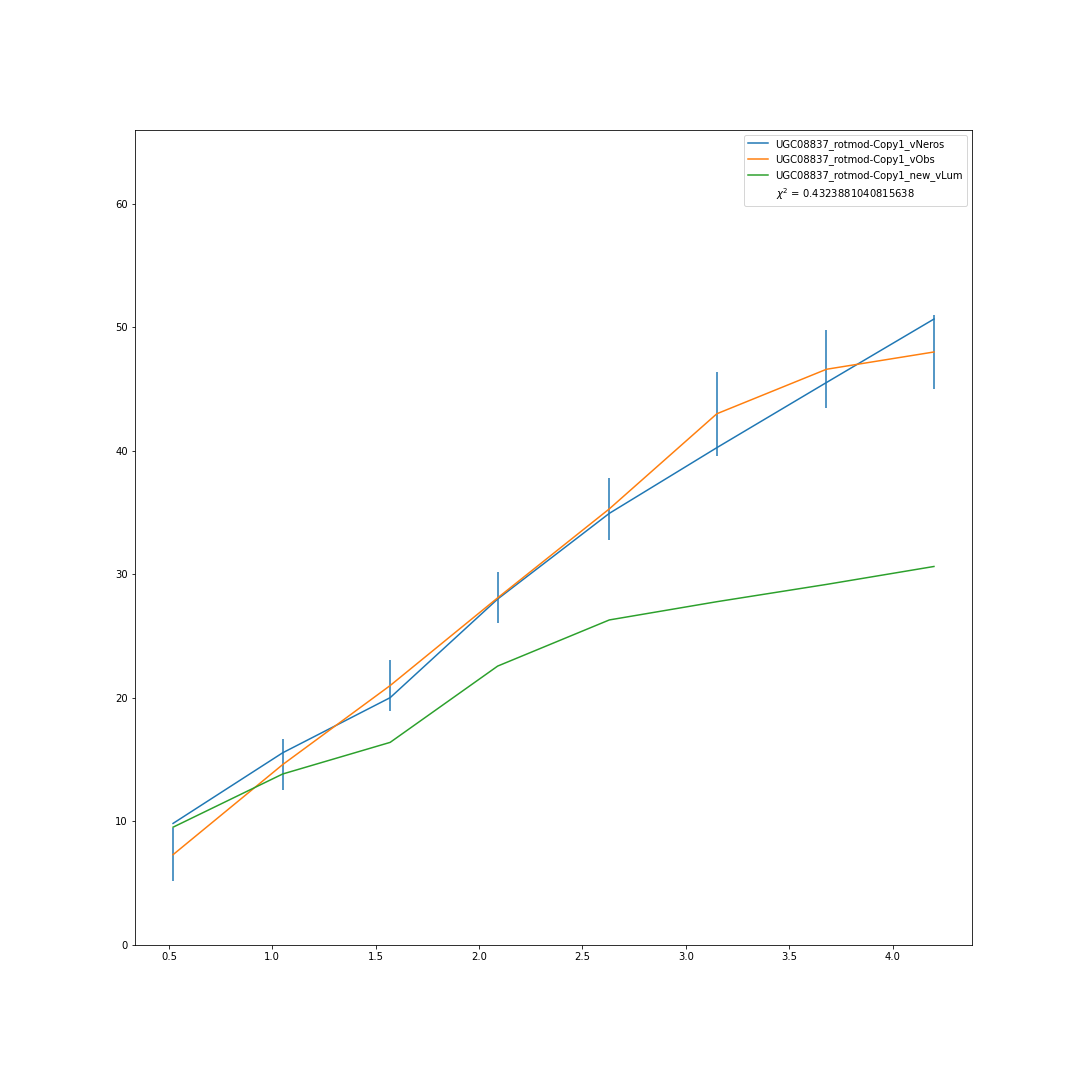 UGC08837_rotmod-Copy1_vNeros
UGC08837_rotmod-Copy1_vObs
UGC08837_rotmod-Copy1_new_vLum
χ² = 0.4323881040815638
60
50
40
30
20
10
0
0.5 1.0 1.5 2.0 2.5 3.0 3.5 4.0